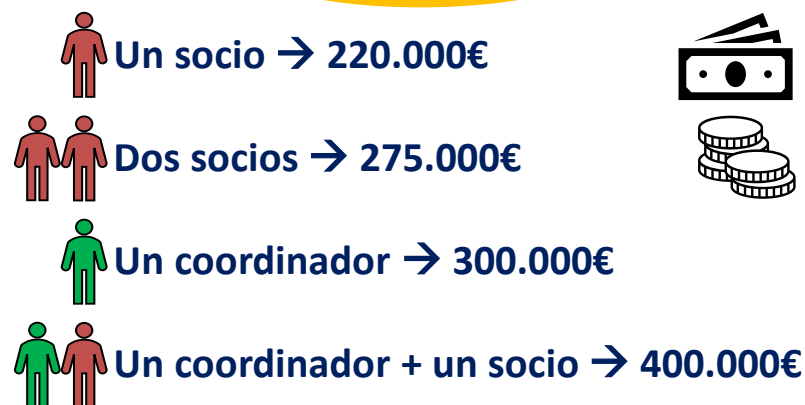 Un socio → 220.000€
Dos socios → 275.000€
Un coordinador → 300.000€
Un coordinador + un socio → 400.000€